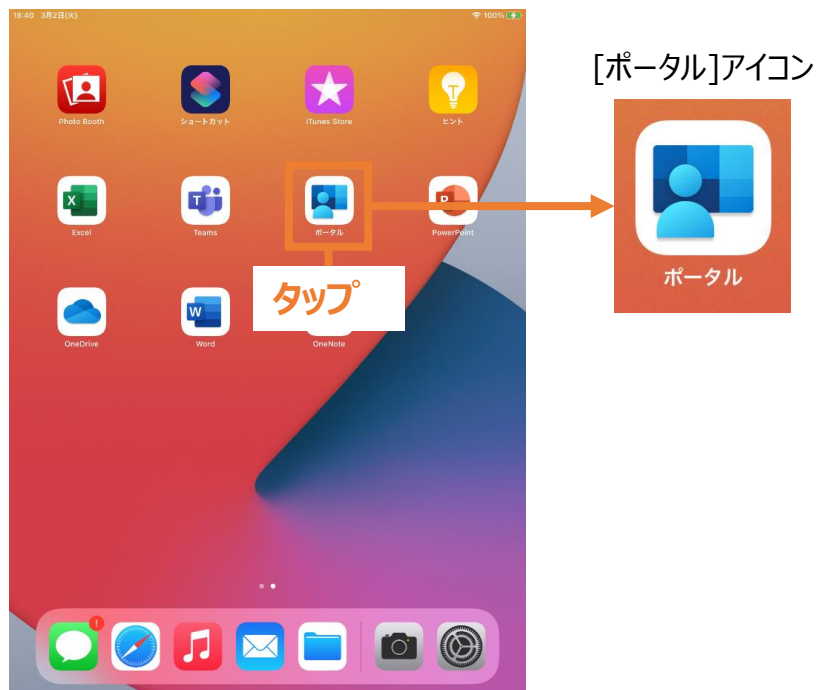 18:40 3月2日(火)
100%
[ポータル]アイコン
Photo Booth
ショートカット
iTunes Store
ヒント
Excel
Teams
ポータル
PowerPoint
タップ
OneDrive
Word
OneNote
ポータル